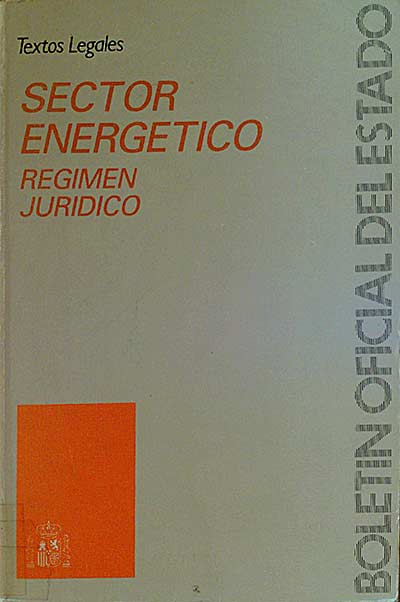 Textos Legales
SECTOR
ENERGETICO
REGIMEN
JURIDICO
BOLETIN OFICIAL DEL ESTADO